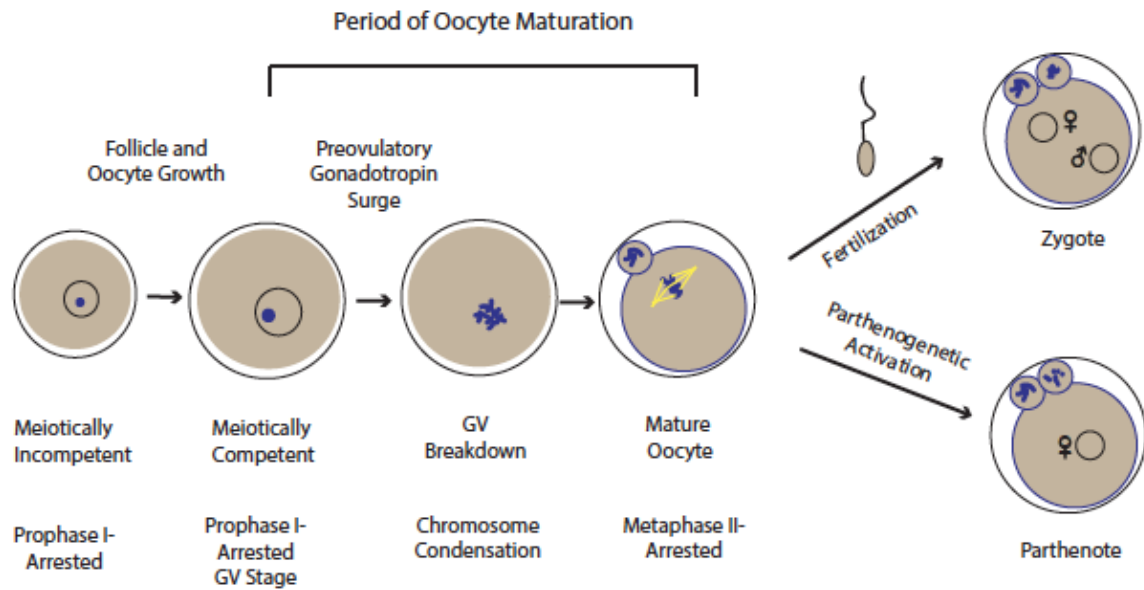 Period of Oocyte Maturation
Follicle and
Oocyte Growth
Preovulatory
Gonadotropin
Surge
Fertilization
♀
♂
Zygote
Parthenogenetic
Activation
♀
Parthenote
Meiotically
Incompetent
Meiotically
Competent
GV
Breakdown
Mature
Oocyte
Prophase I-
Arrested
Prophase I-
Arrested
GV Stage
Chromosome
Condensation
Metaphase II-
Arrested